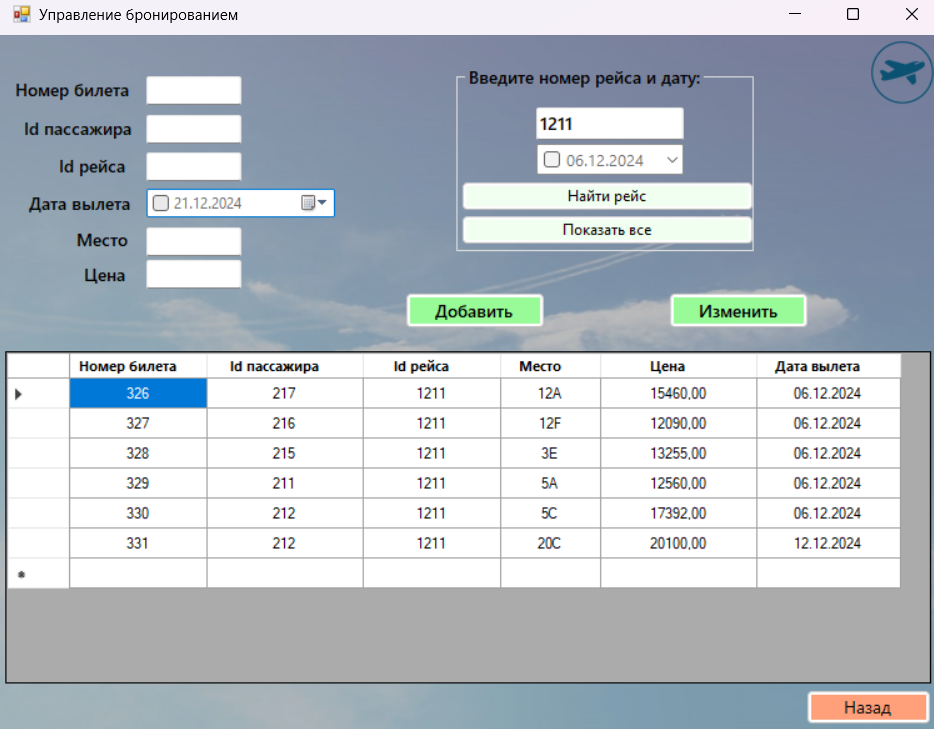 Управление бронированием
Номер билета
Id пассажира
Id рейса
Дата вылета 21.12.2024
Место
Цена
Введите номер рейса и дату:
1211
06.12.2024
Найти рейс
Показать все
Добавить Изменить
Номер билета Id пассажира Id рейса Место Цена Дата вылета
326 217 1211 12A 15460,00 06.12.2024
327 216 1211 12F 12090,00 06.12.2024
328 215 1211 3E 13255,00 06.12.2024
329 211 1211 5A 12560,00 06.12.2024
330 212 1211 5C 17392,00 06.12.2024
331 212 1211 20C 20100,00 12.12.2024
Назад